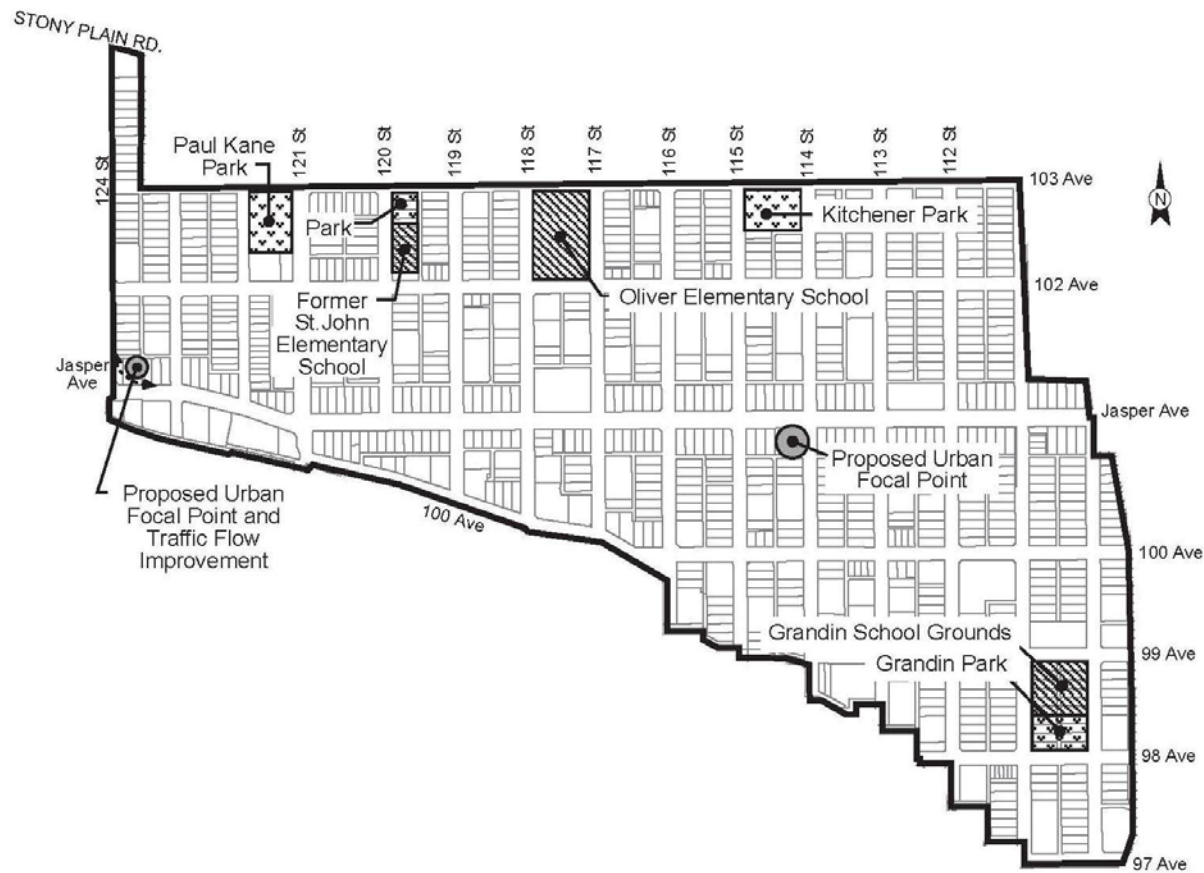 STONY PLAIN RD.
124 St
121 St
120 St
119 St
118 St
117 St
116 St
115 St
114 St
113 St
112 St
Paul Kane
Park
Park
Kitchener Park
103 Ave
N
Former
St.John
Elementary
School
Oliver Elementary School
102 Ave
Jasper
Ave
Jasper Ave
Proposed Urban
Focal Point
Proposed Urban
Focal Point and
Traffic Flow
Improvement
100 Ave
100 Ave
Grandin School Grounds
Grandin Park
99 Ave
98 Ave
97 Ave